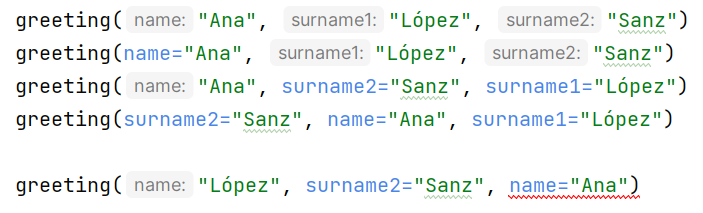 greeting( name: "Ana", surname1: "López", surname2: "Sanz")
greeting(name="Ana", surname1: "López", surname2: "Sanz")
greeting( name: "Ana", surname2="Sanz", surname1="López")
greeting(surname2="Sanz", name="Ana", surname1="López")
greeting( name: "López", surname2="Sanz", name="Ana")